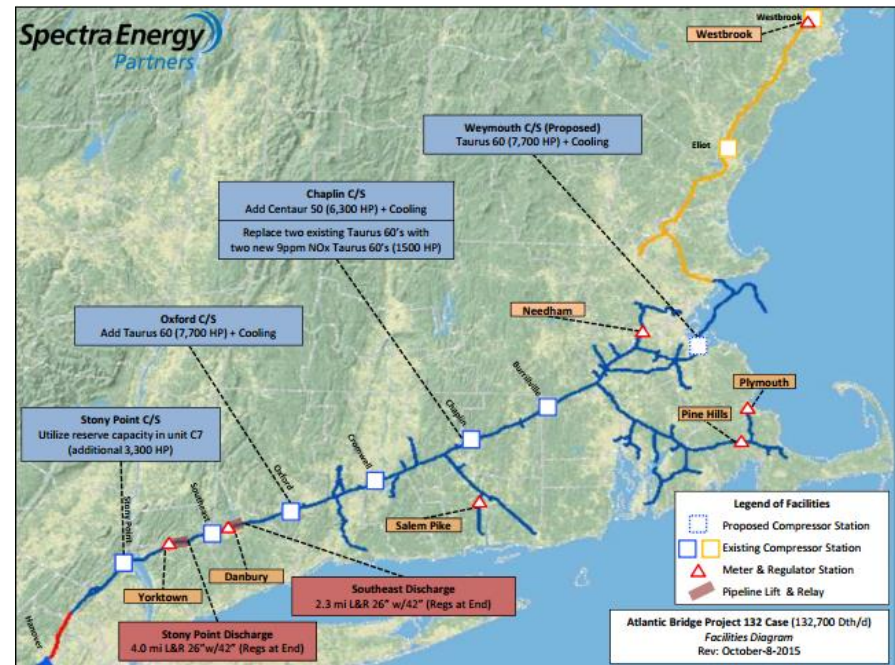 Spectra Energy
Partners
Westbrook
Westbrook
Eliot
Weymouth C/S (Proposed)
Taurus 60 (7,700 HP) + Cooling
Chaplin C/S
Add Centaur 50 (6,300 HP) + Cooling
Replace two existing Taurus 60's with
two new 9ppm NOx Taurus 60's (1500 HP)
Oxford C/S
Add Taurus 60 (7,700 HP) + Cooling
Stony Point C/S
Utilize reserve capacity in unit C7
(additional 3,300 HP)
Needham
Plymouth
Pine Hills
Burrillville
Chaplin
Cromwell
Oxford
Southeast
Stony Point
Hanover
Salem Pike
Danbury
Yorktown
Southeast Discharge
2.3 mi L&R 26" w/42" (Regs at End)
Stony Point Discharge
4.0 mi L&R 26"w/42" (Regs at End)
Legend of Facilities
Proposed Compressor Station
Existing Compressor Station
Meter & Regulator Station
Pipeline Lift & Relay
Atlantic Bridge Project 132 Case (132,700 Dth/d)
Facilities Diagram
Rev: October-8-2015